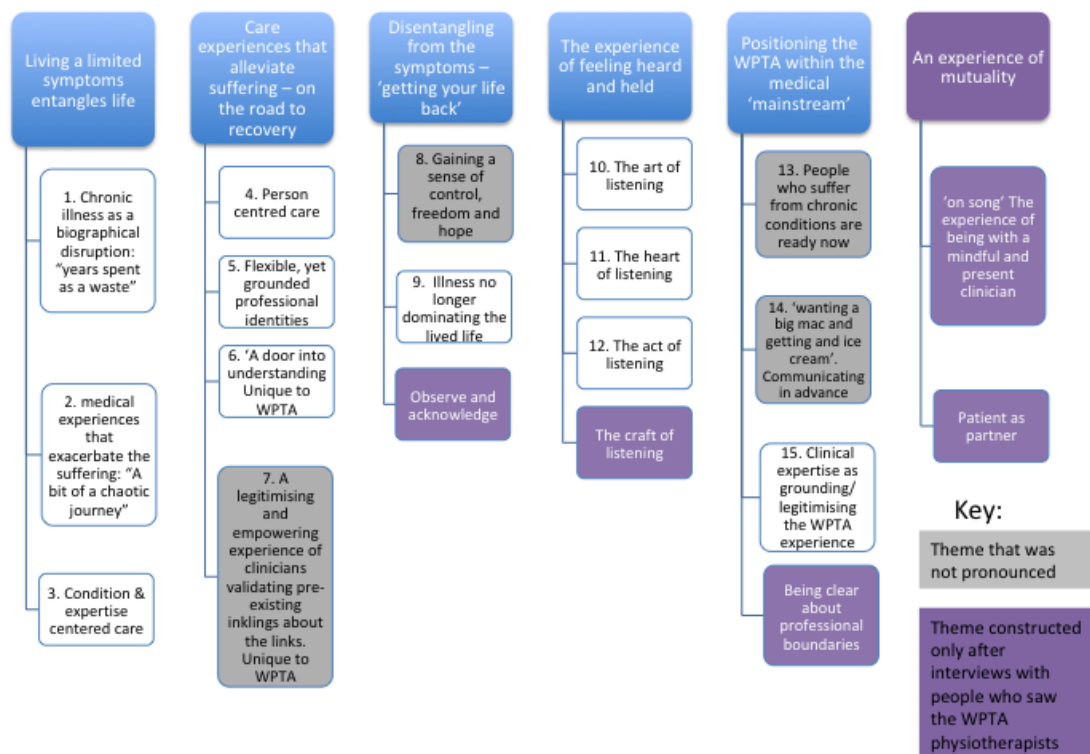 Living a limited
symptoms
entangles life
1. Chronic
illness as a
biographical
disruption:
“years spent
as a waste”
2. medical
experiences
that
exacerbate the
suffering: “A
bit of a chaotic
journey”
3. Condition &
expertise
centered care
Care
experiences that
alleviate
suffering – on
the road to
recovery
4. Person
centred care
5. Flexible, yet
grounded
professional
identities
6. ‘A door into
understanding
Unique to
WPTA
7. A
legitimising
and
empowering
experience of
clinicians
validating pre-
existing
inklings about
the links.
Unique to
WPTA
Disentangling
from the
symptoms –
‘getting your life
back’
8. Gaining a
sense of
control,
freedom and
hope
9. Illness no
longer
dominating the
lived life
Observe and
acknowledge
The experience
of feeling heard
and held
10. The art of
listening
11. The heart of
listening
12. The act of
listening
The craft of
listening
Positioning the
WPTA within the
medical
‘mainstream’
13. People
who suffer
from chronic
conditions are
ready now
14. ‘wanting a
big mac and
getting and ice
cream’.
Communicating
in advance
15. Clinical
expertise as
grounding/
legitimising
the WPTA
experience
Being clear
about
professional
boundaries
An experience
of mutuality
‘on song’ The
experience of
being with a
mindful and
present
clinician
Patient as
partner
Key:
Theme that was
not pronounced
Theme constructed
only after
interviews with
people who saw
the WPTA
physiotherapists